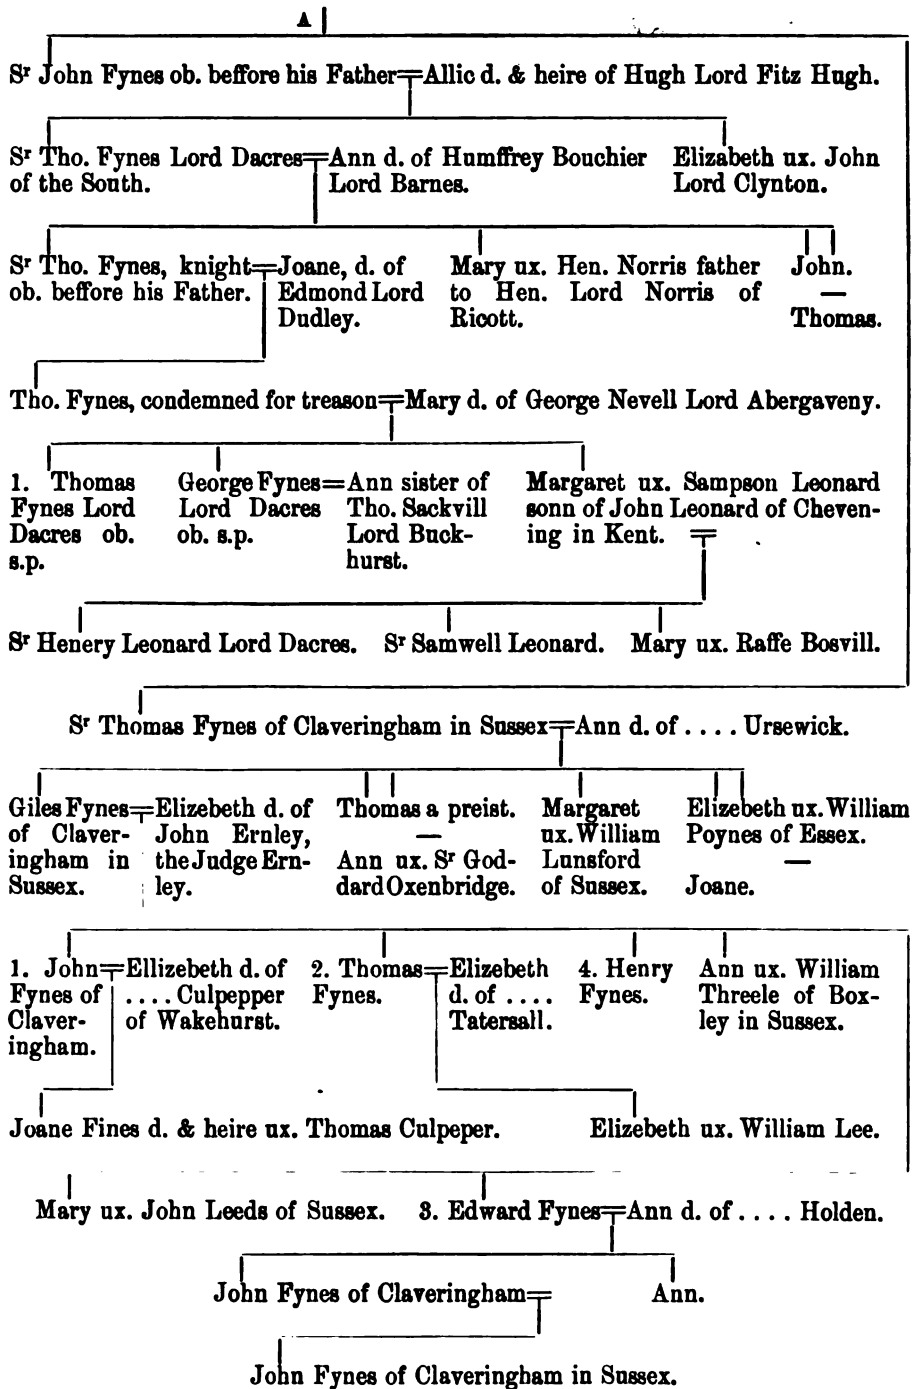 A
Sr John Fynes ob. beffore his Father=Allic d. & heire of Hugh Lord Fitz Hugh.
Sr Tho. Fynes Lord Dacres=Ann d. of Humffrey Bouchier
of the South. Lord Barnes.
Elizabeth ux. John
Lord Clynton.
Sr Tho. Fynes, knight=Joane, d. of
ob. beffore his Father. Edmond Lord
Dudley.
Mary ux. Hen. Norris father
to Hen. Lord Norris of
Ricott.
John.
—
Thomas.
Tho. Fynes, condemned for treason=Mary d. of George Nevell Lord Abergaveny.
1. Thomas
Fynes Lord
Dacres ob.
s.p.
George Fynes=Ann sister of
Lord Dacres Tho. Sackvill
ob. s.p. Lord Buck-
hurst.
Margaret ux. Sampson Leonard
sonn of John Leonard of Cheven-
ing in Kent. =
Sr Henery Leonard Lord Dacres. Sr Samwell Leonard. Mary ux. Raffe Bosvill.
Sr Thomas Fynes of Claveringham in Sussex=Ann d. of .... Ursewick.
Giles Fynes=Elizebeth d. of
of Claver- John Ernley,
ingham in the Judge Ern-
Sussex. ley.
Thomas a preist.
—
Ann ux. Sr God-
dard Oxenbridge.
Margaret
ux. William
Lunsford
of Sussex.
Elizebeth ux. William
Poynes of Essex.
—
Joane.
1. John=Ellizebeth d. of
Fynes of .... Culpepper
Claver- of Wakehurst.
ingham.
2. Thomas=Elizebeth
Fynes. d. of ....
Tatersall.
4. Henry
Fynes.
Ann ux. William
Threele of Box-
ley in Sussex.
Joane Fines d. & heire ux. Thomas Culpeper. Elizebeth ux. William Lee.
Mary ux. John Leeds of Sussex. 3. Edward Fynes=Ann d. of .... Holden.
John Fynes of Claveringham= Ann.
John Fynes of Claveringham in Sussex.